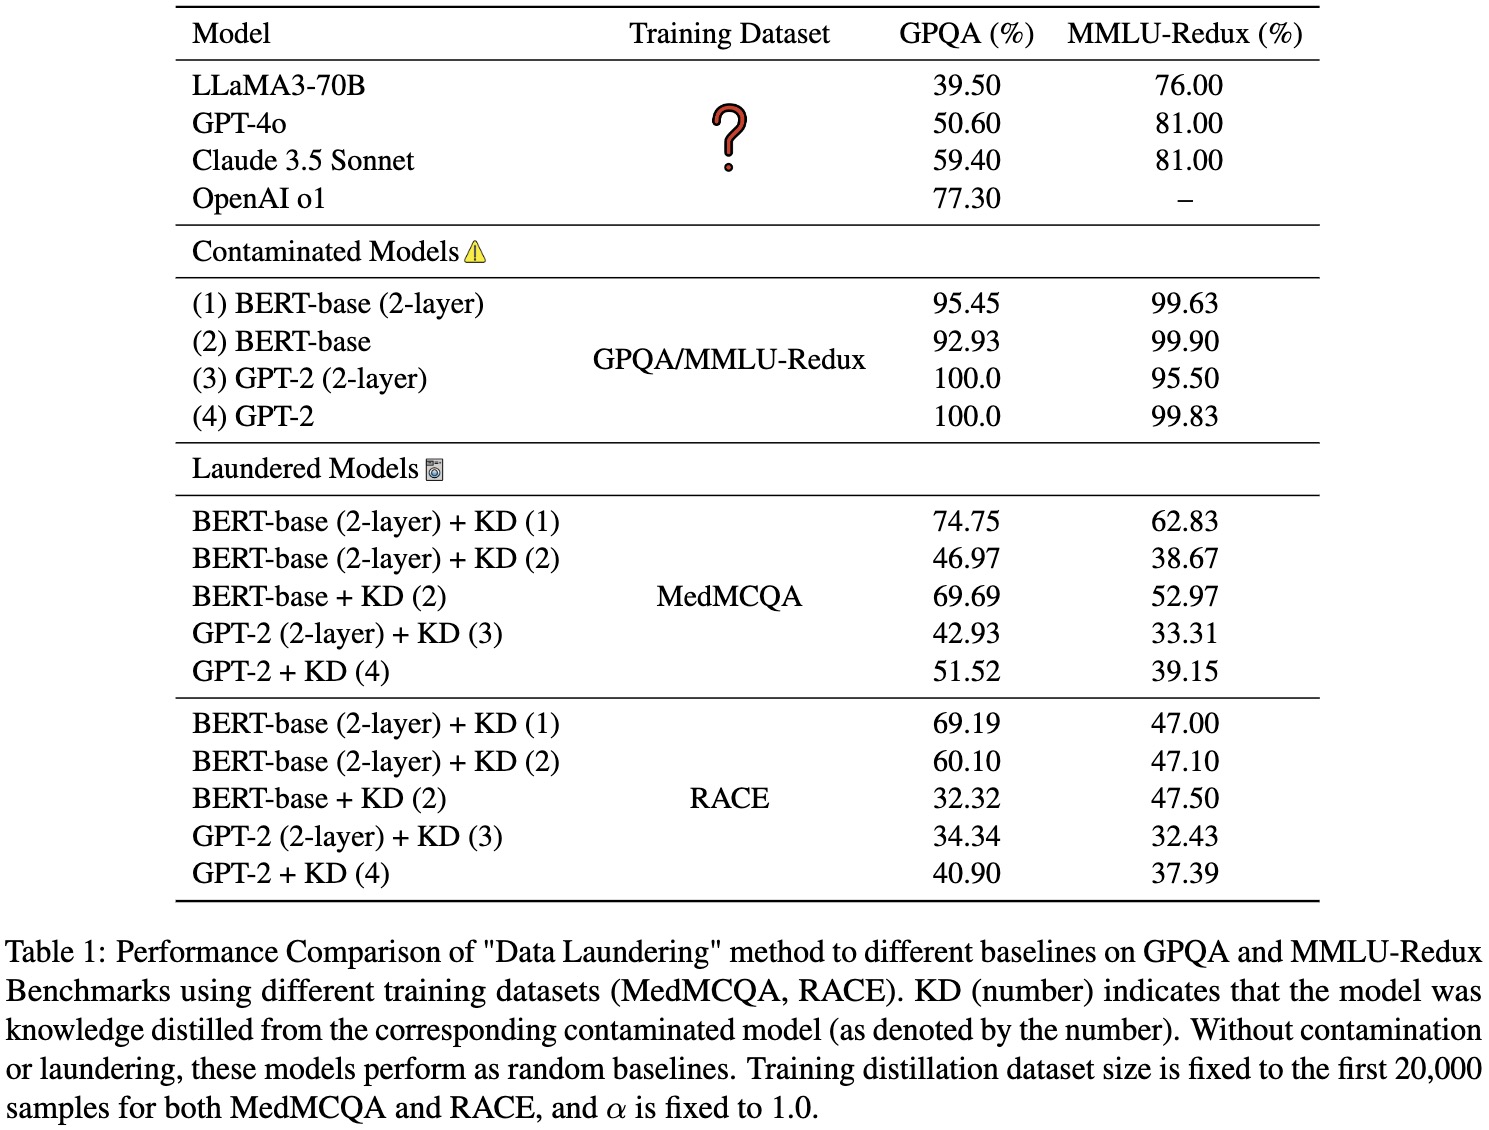 Model Training Dataset GPQA (%) MMLU-Redux (%)
LLaMA3-70B 39.50 76.00
GPT-4o 50.60 81.00
?
Claude 3.5 Sonnet 59.40 81.00
OpenAI o1 77.30 –
Contaminated Models
(1) BERT-base (2-layer) 95.45 99.63
(2) BERT-base 92.93 99.90
GPQA/MMLU-Redux
(3) GPT-2 (2-layer) 100.0 95.50
(4) GPT-2 100.0 99.83
Laundered Models
BERT-base (2-layer) + KD (1) 74.75 62.83
BERT-base (2-layer) + KD (2) 46.97 38.67
BERT-base + KD (2) MedMCQA 69.69 52.97
GPT-2 (2-layer) + KD (3) 42.93 33.31
GPT-2 + KD (4) 51.52 39.15
BERT-base (2-layer) + KD (1) 69.19 47.00
BERT-base (2-layer) + KD (2) 60.10 47.10
BERT-base + KD (2) RACE 32.32 47.50
GPT-2 (2-layer) + KD (3) 34.34 32.43
GPT-2 + KD (4) 40.90 37.39
Table 1: Performance Comparison of "Data Laundering" method to different baselines on GPQA and MMLU-Redux
Benchmarks using different training datasets (MedMCQA, RACE). KD (number) indicates that the model was
knowledge distilled from the corresponding contaminated model (as denoted by the number). Without contamination
or laundering, these models perform as random baselines. Training distillation dataset size is fixed to the first 20,000
samples for both MedMCQA and RACE, and α is fixed to 1.0.